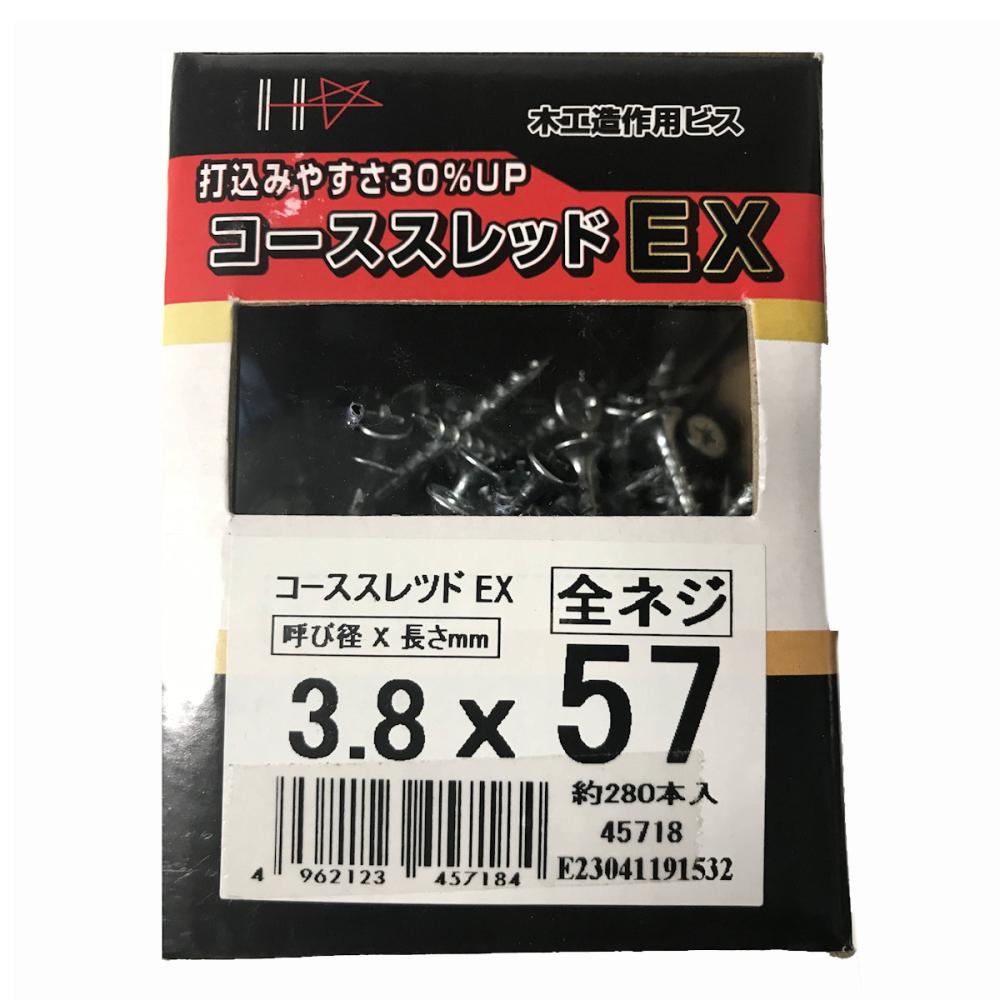 H
木工造作用ビス
打込みやすさ30%UP
コーススレッドEX
コーススレツド EX
全ネジ
呼び径 X 長さmm
3.8 x 57
約280本入
45718
E23041191532
4 962123 457184